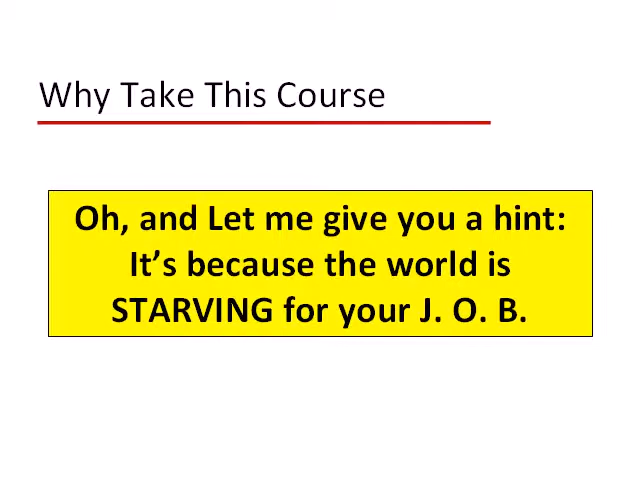 Why Take This Course
Oh, and Let me give you a hint:
It’s because the world is
STARVING for your J. O. B.